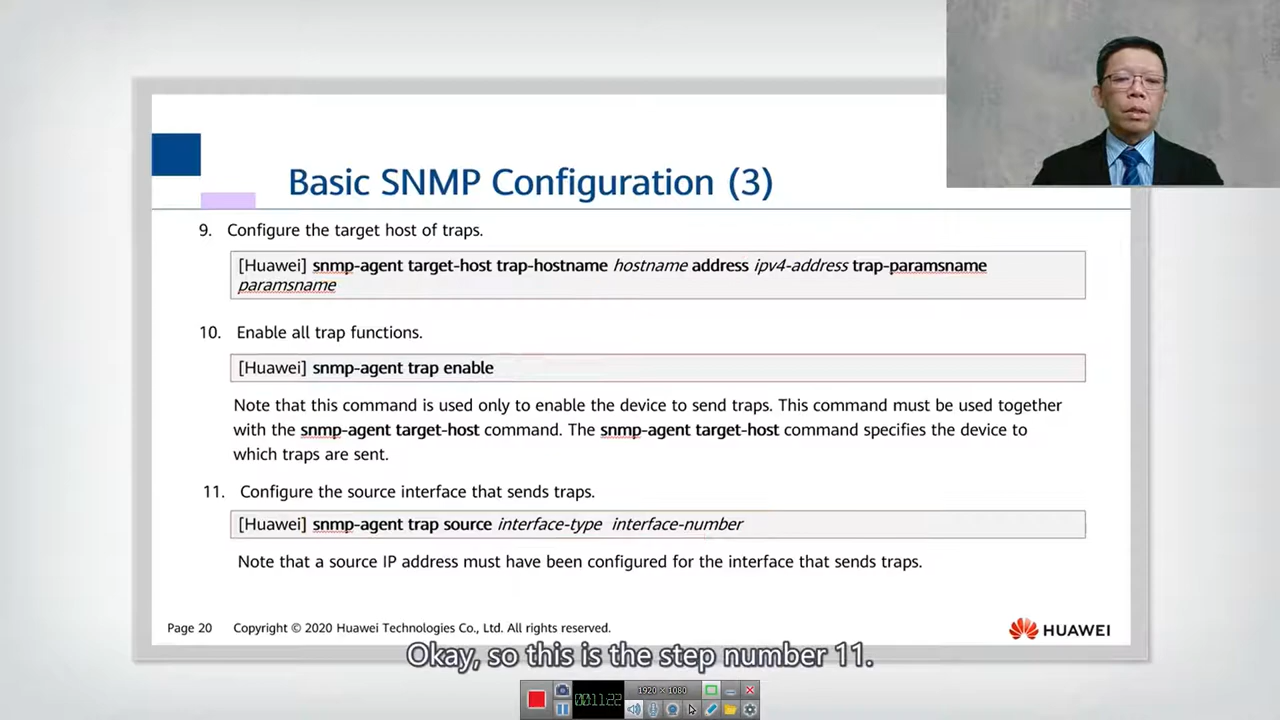 Basic SNMP Configuration (3)
9. Configure the target host of traps.
[Huawei] snmp-agent target-host trap-hostname hostname address ipv4-address trap-paramsname
paramsname
10. Enable all trap functions.
[Huawei] snmp-agent trap enable
Note that this command is used only to enable the device to send traps. This command must be used together
with the snmp-agent target-host command. The snmp-agent target-host command specifies the device to
which traps are sent.
11. Configure the source interface that sends traps.
[Huawei] snmp-agent trap source interface-type interface-number
Note that a source IP address must have been configured for the interface that sends traps.
Page 20 Copyright © 2020 Huawei Technologies Co., Ltd. All rights reserved.
HUAWEI
Okay, so this is the step number 11.
1920 × 1080
00:11:22